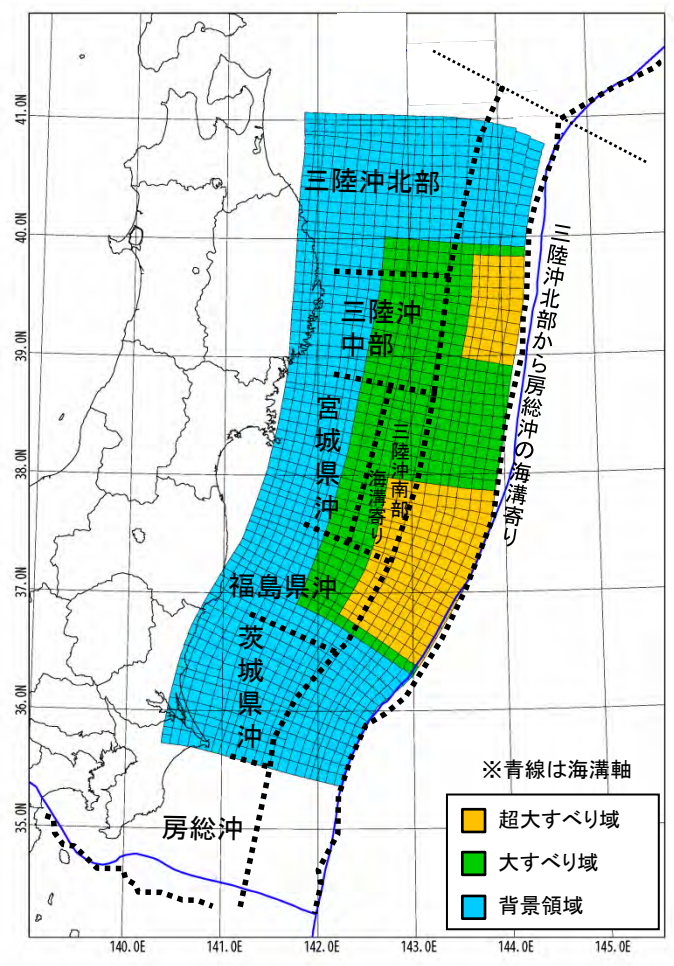 三陸沖北部
三陸沖
中部
宮城県沖
三陸沖南部
海溝寄り
三陸沖北部から房総沖の海溝寄り
福島県沖
茨城県沖
房総沖
※青線は海溝軸
超大すべり域
大すべり域
背景領域
41.0N
40.0N
39.0N
38.0N
37.0N
36.0N
35.0N
140.0E 141.0E 142.0E 143.0E 144.0E 145.0E